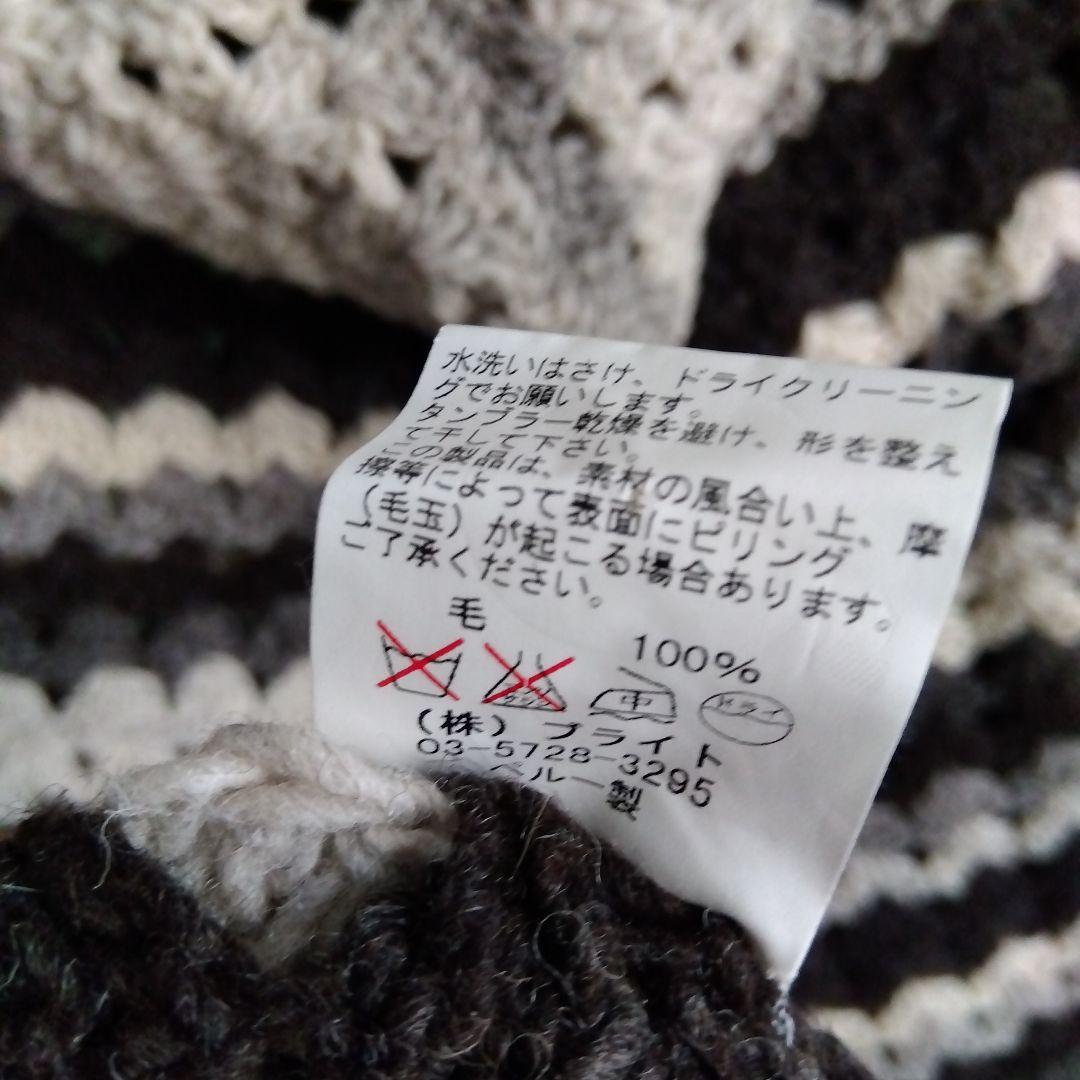 水洗いはさけ、ドライクリーニン
グでお願いします。
タンブラー乾燥を避け、形を整え
て干して下さい。
この製品は、素材の風合い上、摩
擦等によって表面にピリング
(毛玉)が起こる場合あります。
ご了承ください。
毛
100%
中 ドライ
(株)ブライト
03-5728-3295
ペルー製